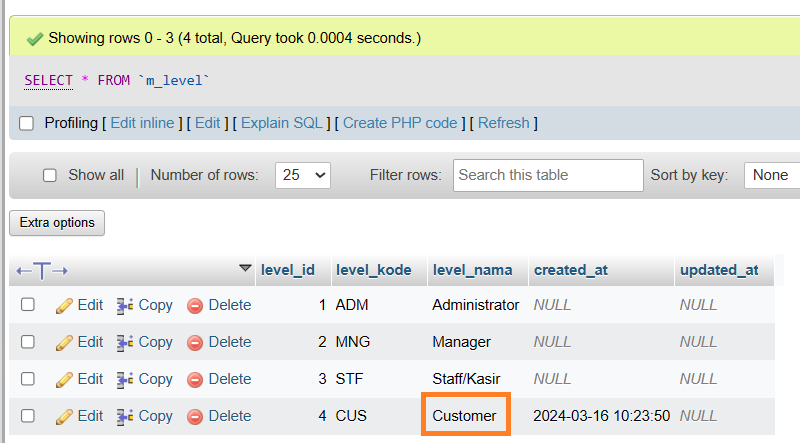 Showing rows 0 - 3 (4 total, Query took 0.0004 seconds.)
SELECT * FROM `m_level`
Profiling [ Edit inline ] [ Edit ] [ Explain SQL ] [ Create PHP code ] [ Refresh ]
Show all Number of rows: 25 Filter rows: Search this table Sort by key: None
Extra options
level_id level_kode level_nama created_at updated_at
Edit Copy Delete 1 ADM Administrator NULL NULL
Edit Copy Delete 2 MNG Manager NULL NULL
Edit Copy Delete 3 STF Staff/Kasir NULL NULL
Edit Copy Delete 4 CUS Customer 2024-03-16 10:23:50 NULL